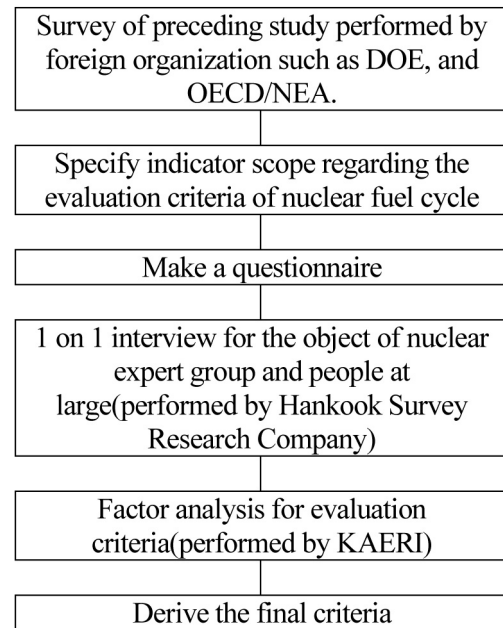 Survey of preceding study performed by
foreign organization such as DOE, and
OECD/NEA.
Specify indicator scope regarding the
evaluation criteria of nuclear fuel cycle
Make a questionnaire
1 on 1 interview for the object of nuclear
expert group and people at
large(performed by Hankook Survey
Research Company)
Factor analysis for evaluation
criteria(performed by KAERI)
Derive the final criteria